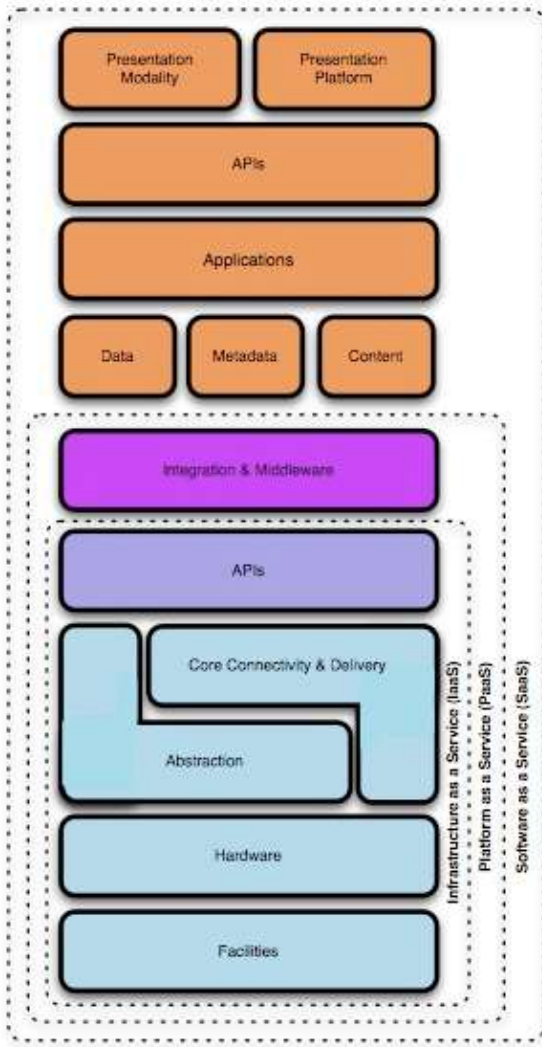 Presentation
Modality
Presentation
Platform
APIs
Applications
Data
Metadata
Content
Integration & Middleware
APIs
Core Connectivity & Delivery
Abstraction
Hardware
Facilities
Infrastructure as a Service (IaaS)
Platform as a Service (PaaS)
Software as a Service (SaaS)